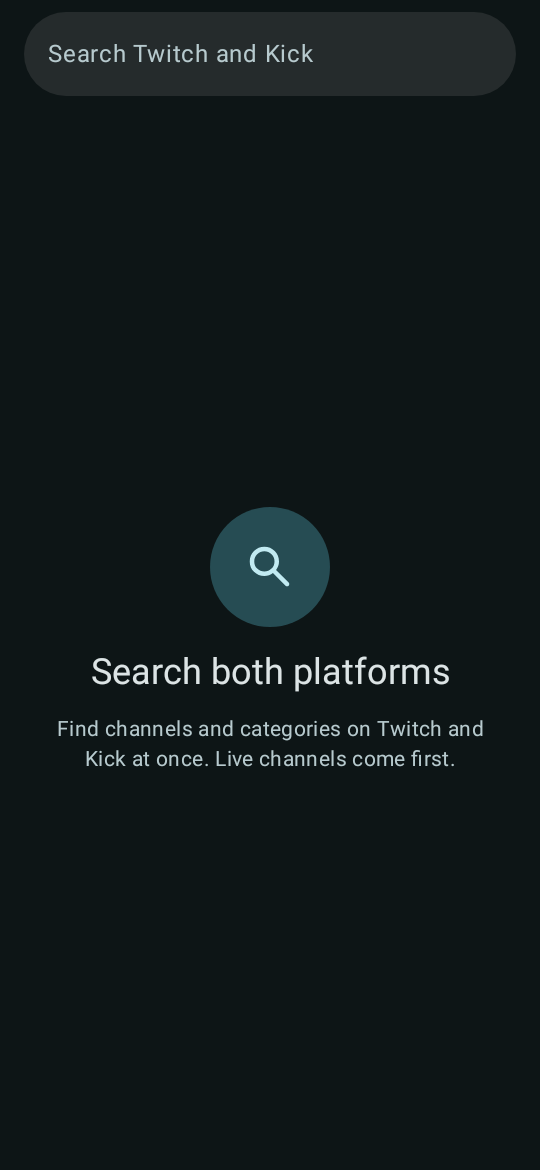 Search Twitch and Kick
Search both platforms
Find channels and categories on Twitch and
Kick at once. Live channels come first.